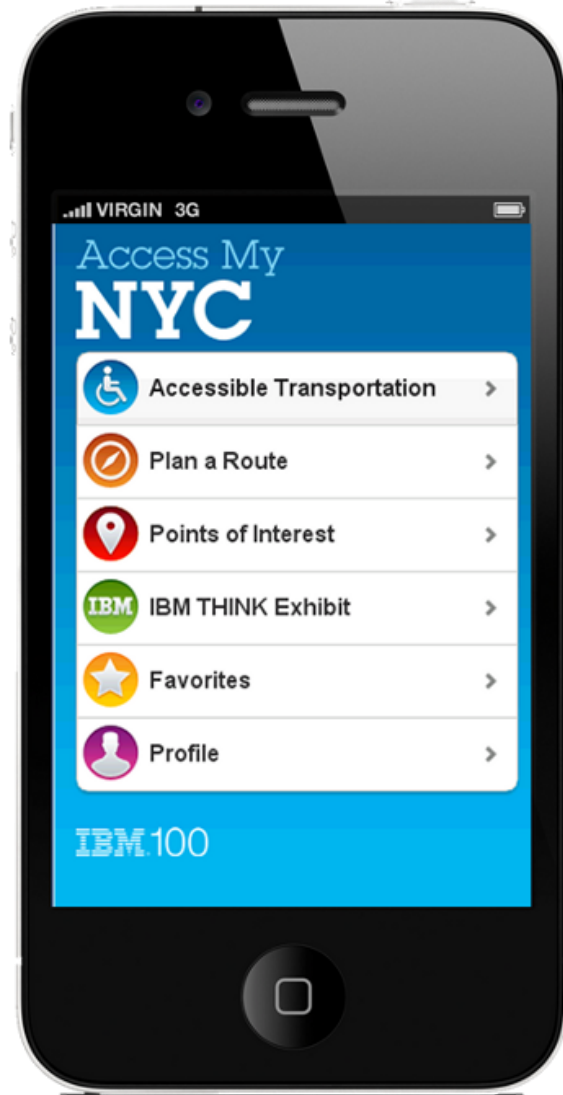 VIRGIN 3G
Access My
NYC
Accessible Transportation
Plan a Route
Points of Interest
IBM IBM THINK Exhibit
Favorites
Profile
IBM.100